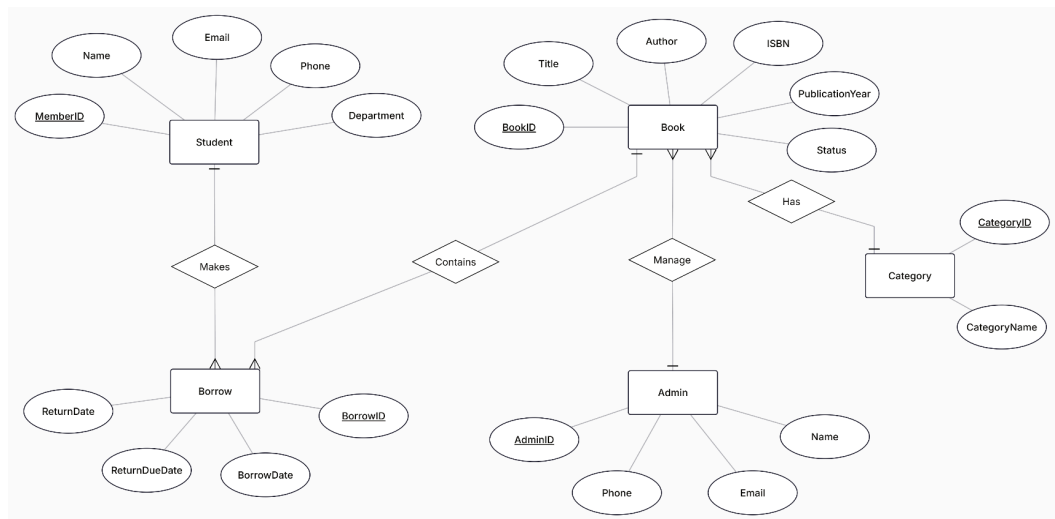 Email
Name
Phone
MemberID
Department
Student
Author
ISBN
Title
PublicationYear
BookID
Book
Status
Has
CategoryID
Makes
Contains
Manage
Category
CategoryName
Borrow
Admin
ReturnDate
BorrowID
ReturnDueDate
BorrowDate
AdminID
Name
Phone
Email